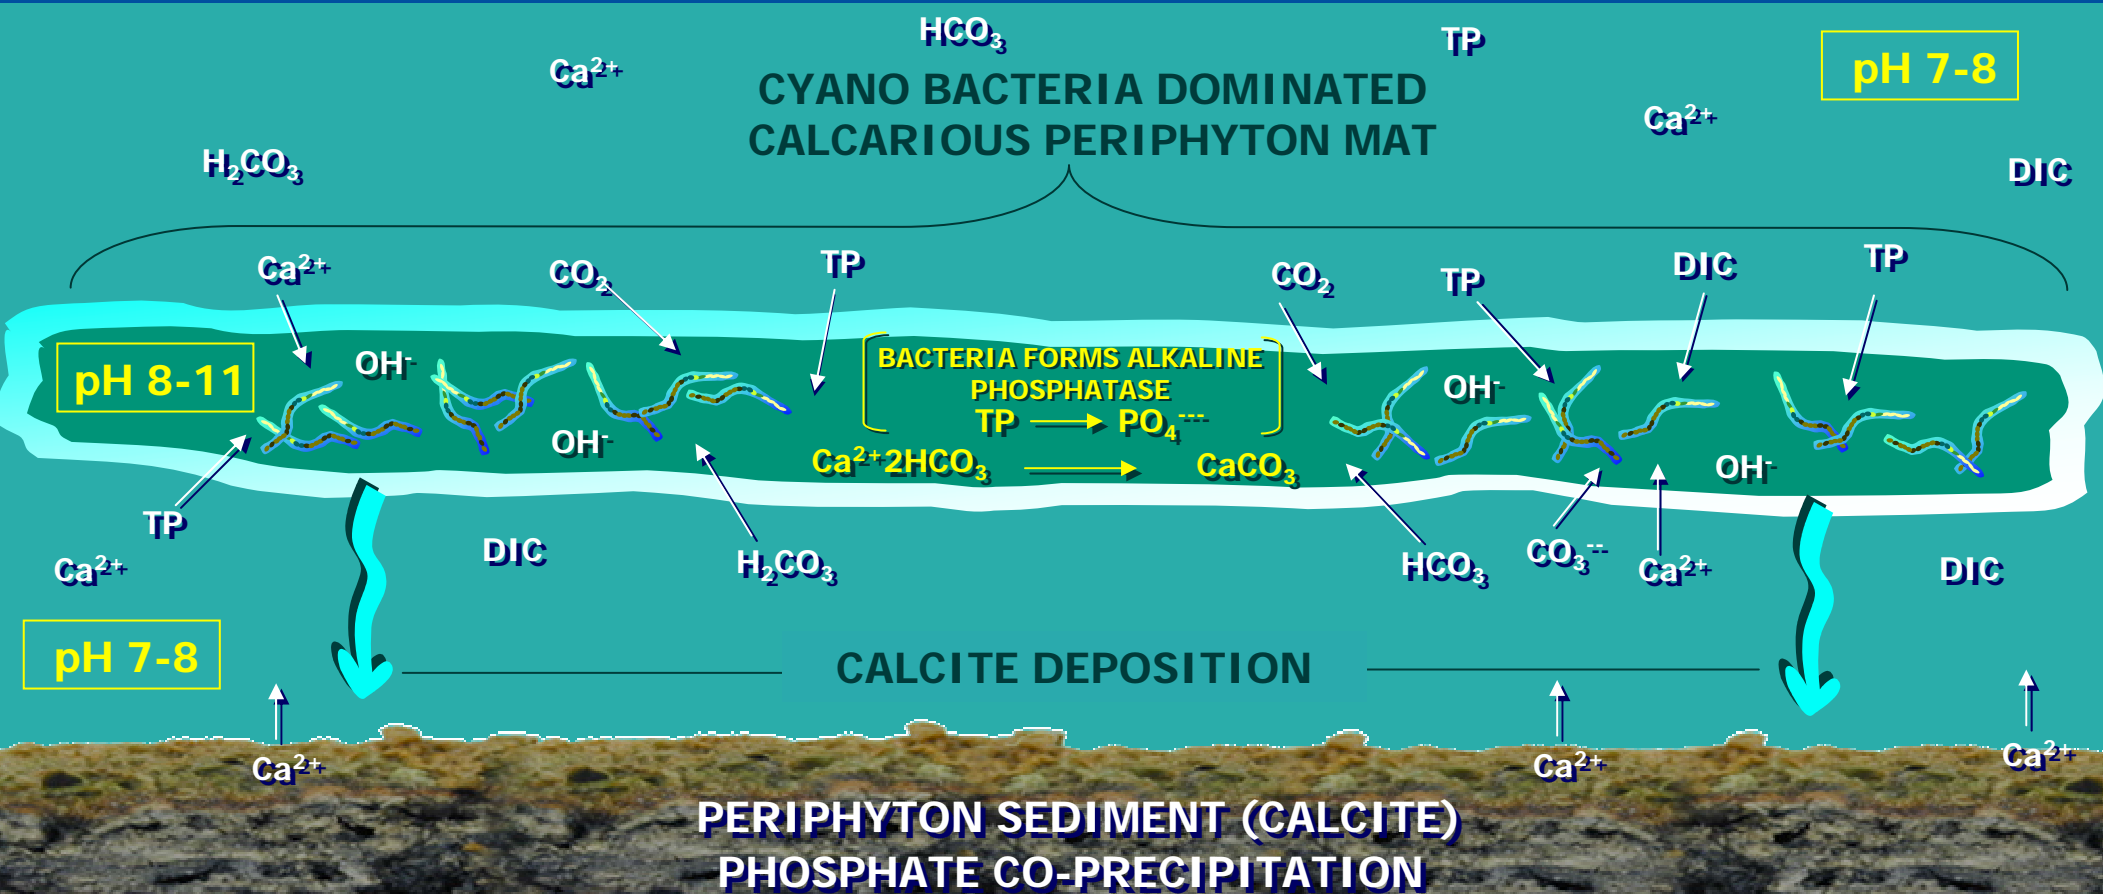 HCO3
TP
pH 7-8
Ca2+
CYANO BACTERIA DOMINATED
CALCARIOUS PERIPHYTON MAT
Ca2+
H2CO3
DIC
Ca2+
CO2
TP
CO2
TP
DIC
TP
pH 8-11
OH-
BACTERIA FORMS ALKALINE
PHOSPHATASE
TP PO4---
OH-
OH-
Ca2+2HCO3 CaCO3
OH-
TP
Ca2+
DIC
H2CO3
HCO3
CO3--
Ca2+
DIC
pH 7-8
CALCITE DEPOSITION
Ca2+
Ca2+
Ca2+
PERIPHYTON SEDIMENT (CALCITE)
PHOSPHATE CO-PRECIPITATION